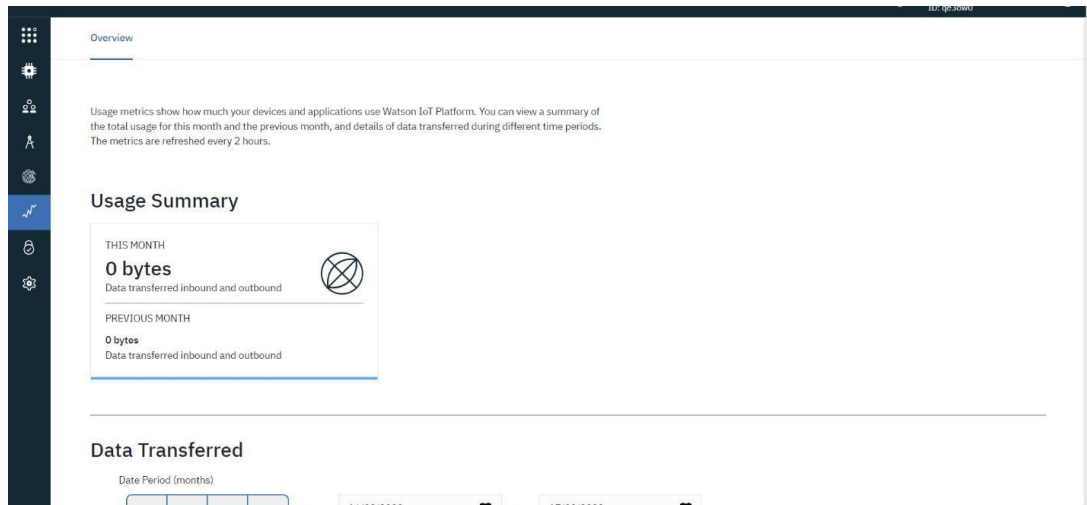 Overview
Usage metrics show how much your devices and applications use Watson IoT Platform. You can view a summary of
the total usage for this month and the previous month, and details of data transferred during different time periods.
The metrics are refreshed every 2 hours.
Usage Summary
THIS MONTH
0 bytes
Data transferred inbound and outbound
PREVIOUS MONTH
0 bytes
Data transferred inbound and outbound
Data Transferred
Date Period (months)